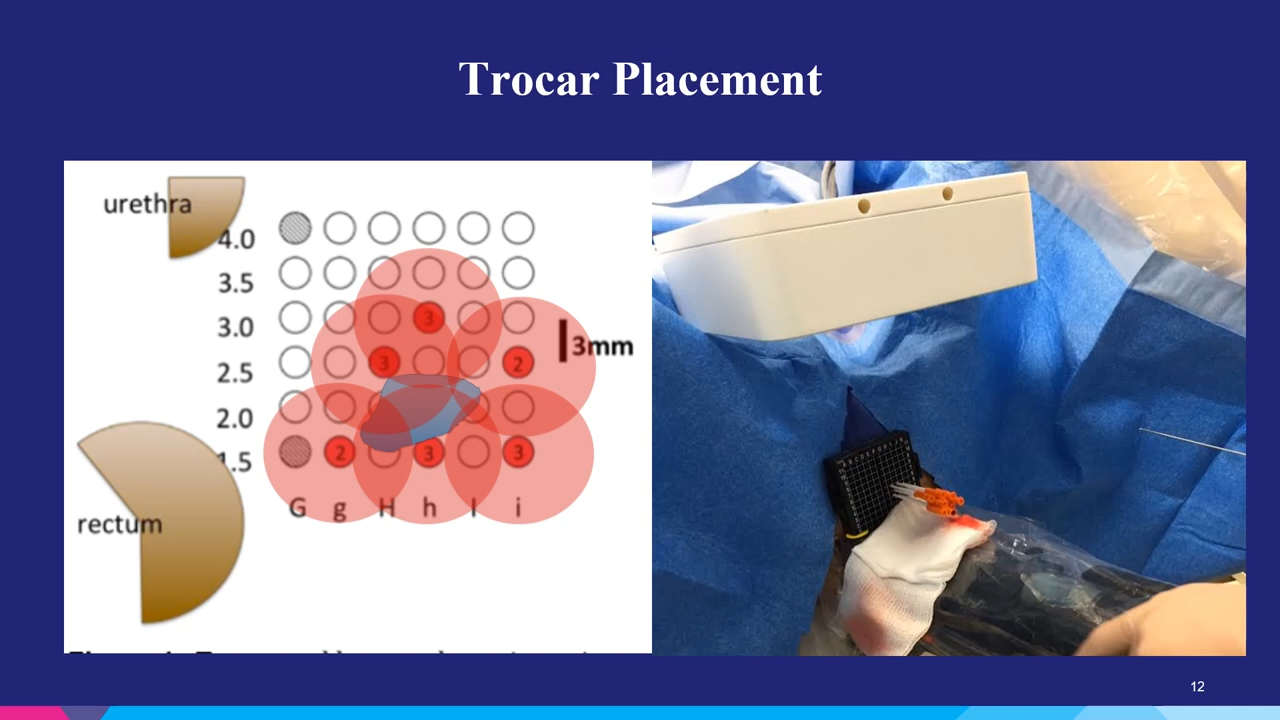 Trocar Placement
urethra
4.0
3.5
3.0
3
3mm
2.5
3
2
2.0
1.5
2
3
3
G g H h I i
rectum
12